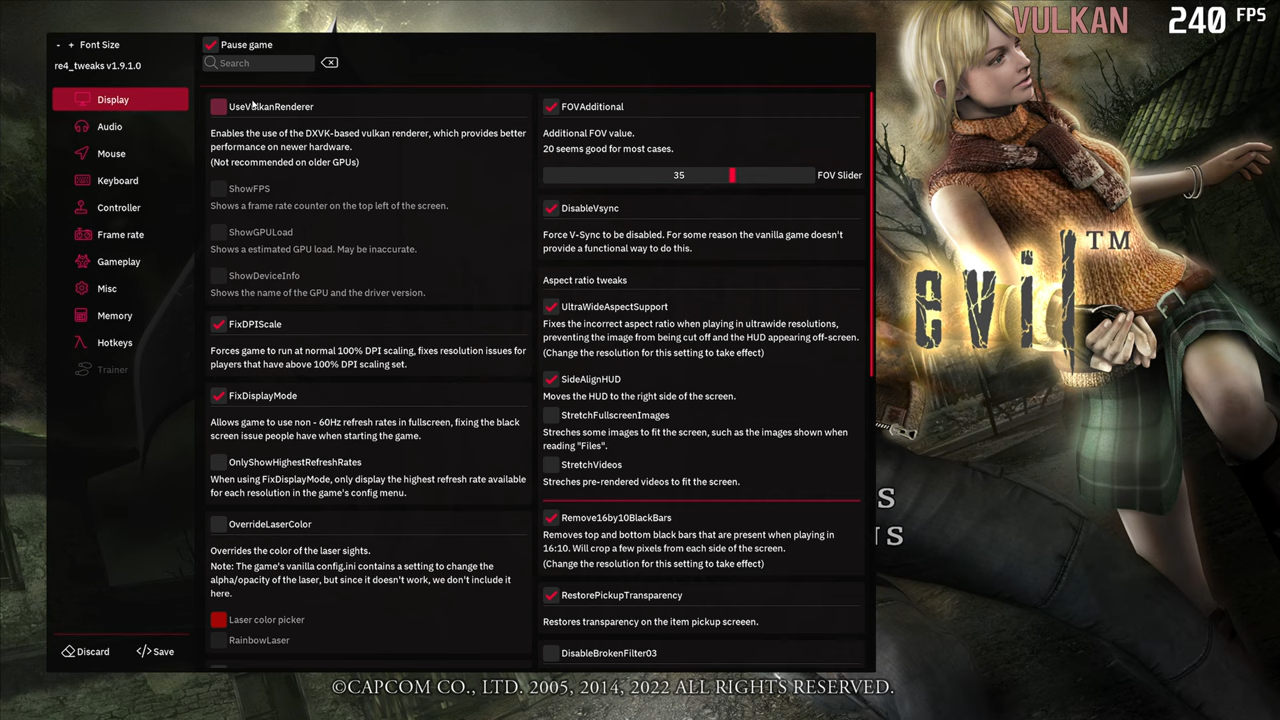 - + Font Size
re4_tweaks v1.9.1.0
Display
Audio
Mouse
Keyboard
Controller
Frame rate
Gameplay
Misc
Memory
Hotkeys
Trainer
Discard
Save
Pause game
Search
UseVulkanRenderer
Enables the use of the DXVK-based vulkan renderer, which provides better
performance on newer hardware.
(Not recommended on older GPUs)
ShowFPS
Shows a frame rate counter on the top left of the screen.
ShowGPULoad
Shows a estimated GPU load. May be inaccurate.
ShowDeviceInfo
Shows the name of the GPU and the driver version.
FixDPIScale
Forces game to run at normal 100% DPI scaling, fixes resolution issues for
players that have above 100% DPI scaling set.
FixDisplayMode
Allows game to use non - 60Hz refresh rates in fullscreen, fixing the black
screen issue people have when starting the game.
OnlyShowHighestRefreshRates
When using FixDisplayMode, only display the highest refresh rate available
for each resolution in the game's config menu.
OverrideLaserColor
Overrides the color of the laser sights.
Note: The game's vanilla config.ini contains a setting to change the
alpha/opacity of the laser, but since it doesn't work, we don't include it
here.
Laser color picker
RainbowLaser
FOVAdditional
Additional FOV value.
20 seems good for most cases.
35 FOV Slider
DisableVsync
Force V-Sync to be disabled. For some reason the vanilla game doesn't
provide a functional way to do this.
Aspect ratio tweaks
UltraWideAspectSupport
Fixes the incorrect aspect ratio when playing in ultrawide resolutions,
preventing the image from being cut off and the HUD appearing off-screen.
(Change the resolution for this setting to take effect)
SideAlignHUD
Moves the HUD to the right side of the screen.
StretchFullscreenImages
Streches some images to fit the screen, such as the images shown when
reading "Files".
StretchVideos
Streches pre-rendered videos to fit the screen.
Remove16by10BlackBars
Removes top and bottom black bars that are present when playing in
16:10. Will crop a few pixels from each side of the screen.
(Change the resolution for this setting to take effect)
RestorePickupTransparency
Restores transparency on the item pickup screeen.
DisableBrokenFilter03
VULKAN 240 FPS
evil™
S
NS
©CAPCOM CO., LTD. 2005, 2014, 2022 ALL RIGHTS RESERVED.